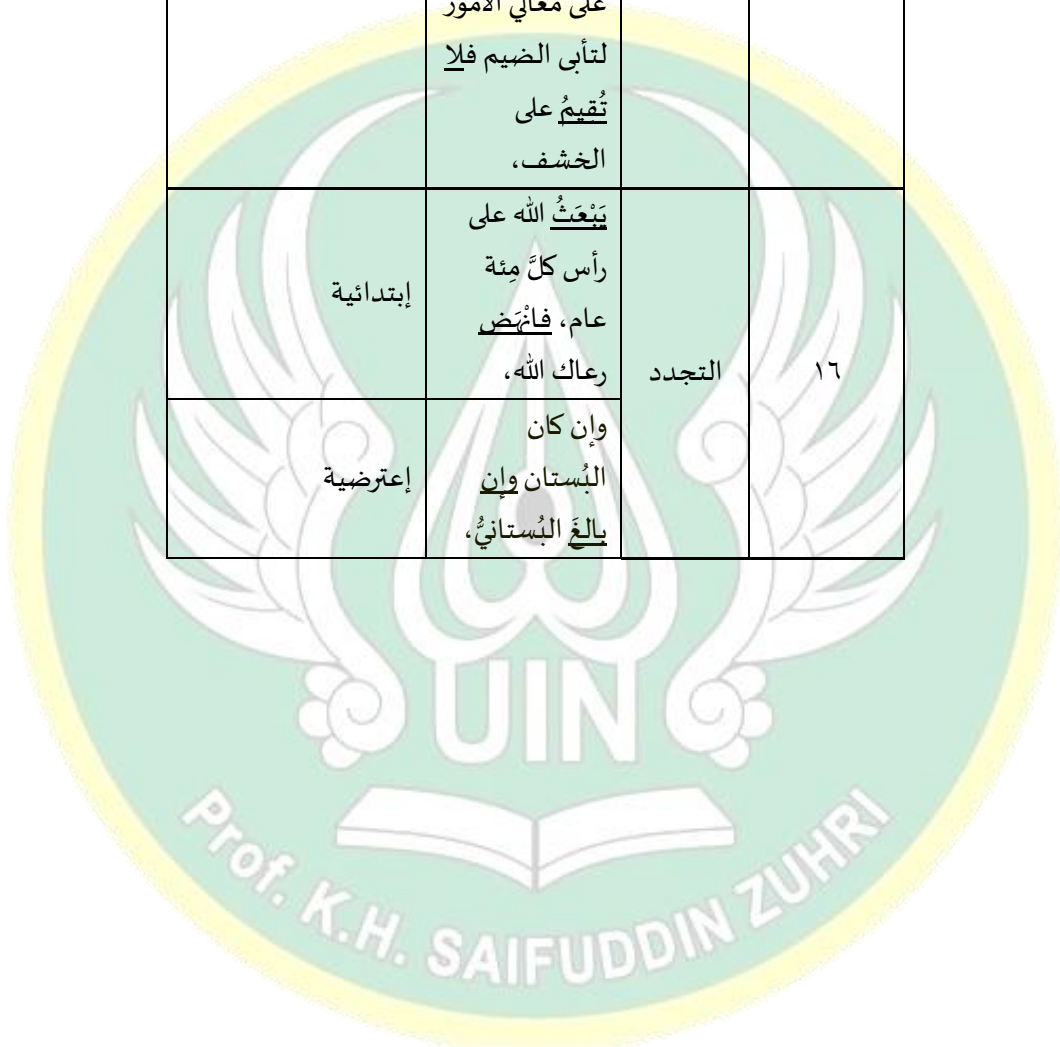 على معالي الأمور
لتأبى الضيم فلا
تُقيمُ على
الخشف،
١٦
التجدد
يَبْعَثُ الله على
رأس كلَّ مِئة
عام، فانْهَض
رعاك الله،
إبتدائية
وإن كان
البُستان وإن
بالغَ البُستانيُّ،
إعترضية
UIN
Prof. K.H. SAIFUDDIN ZUHRI